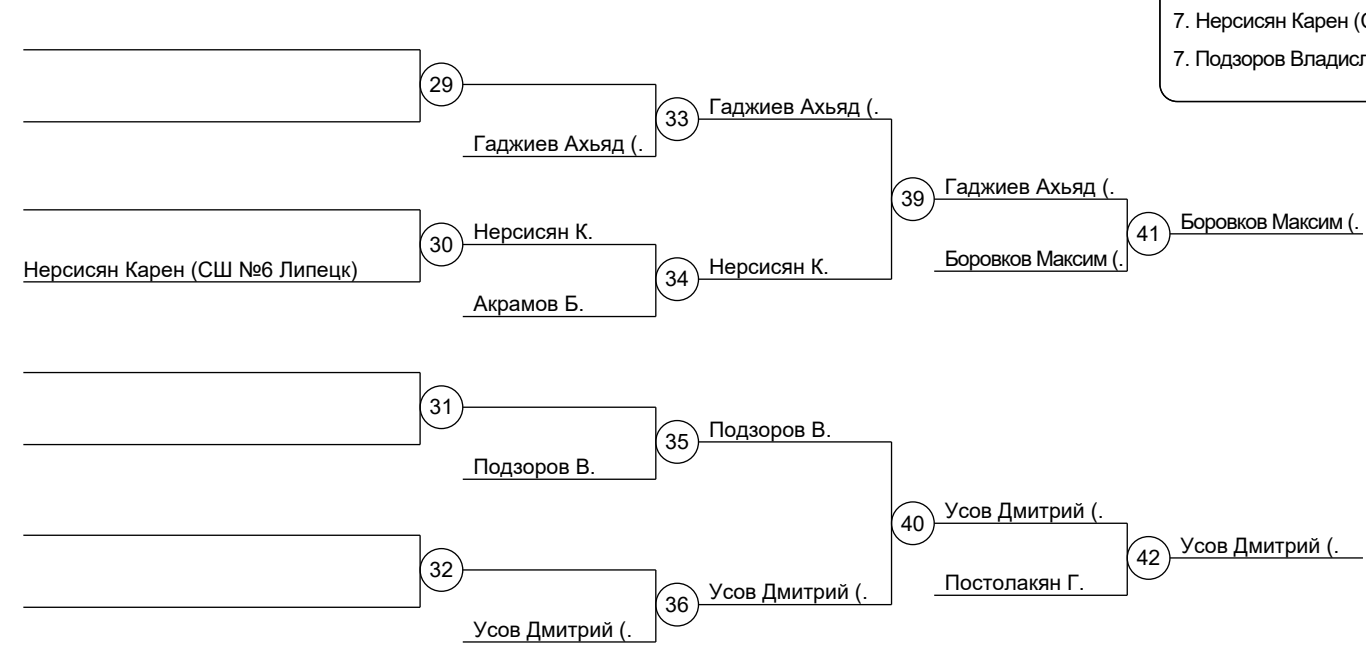 7. Нерсисян Карен (С
7. Подзоров Владисл
29
33
Гаджиев Ахьяд (.
Гаджиев Ахьяд (.
39
Гаджиев Ахьяд (.
41
Боровков Максим (.
Боровков Максим (.
30
Нерсисян К.
Нерсисян Карен (СШ №6 Липецк)
34
Нерсисян К.
Акрамов Б.
31
35
Подзоров В.
Подзоров В.
40
Усов Дмитрий (.
42
Усов Дмитрий (.
Постолакян Г.
32
36
Усов Дмитрий (.
Усов Дмитрий (.